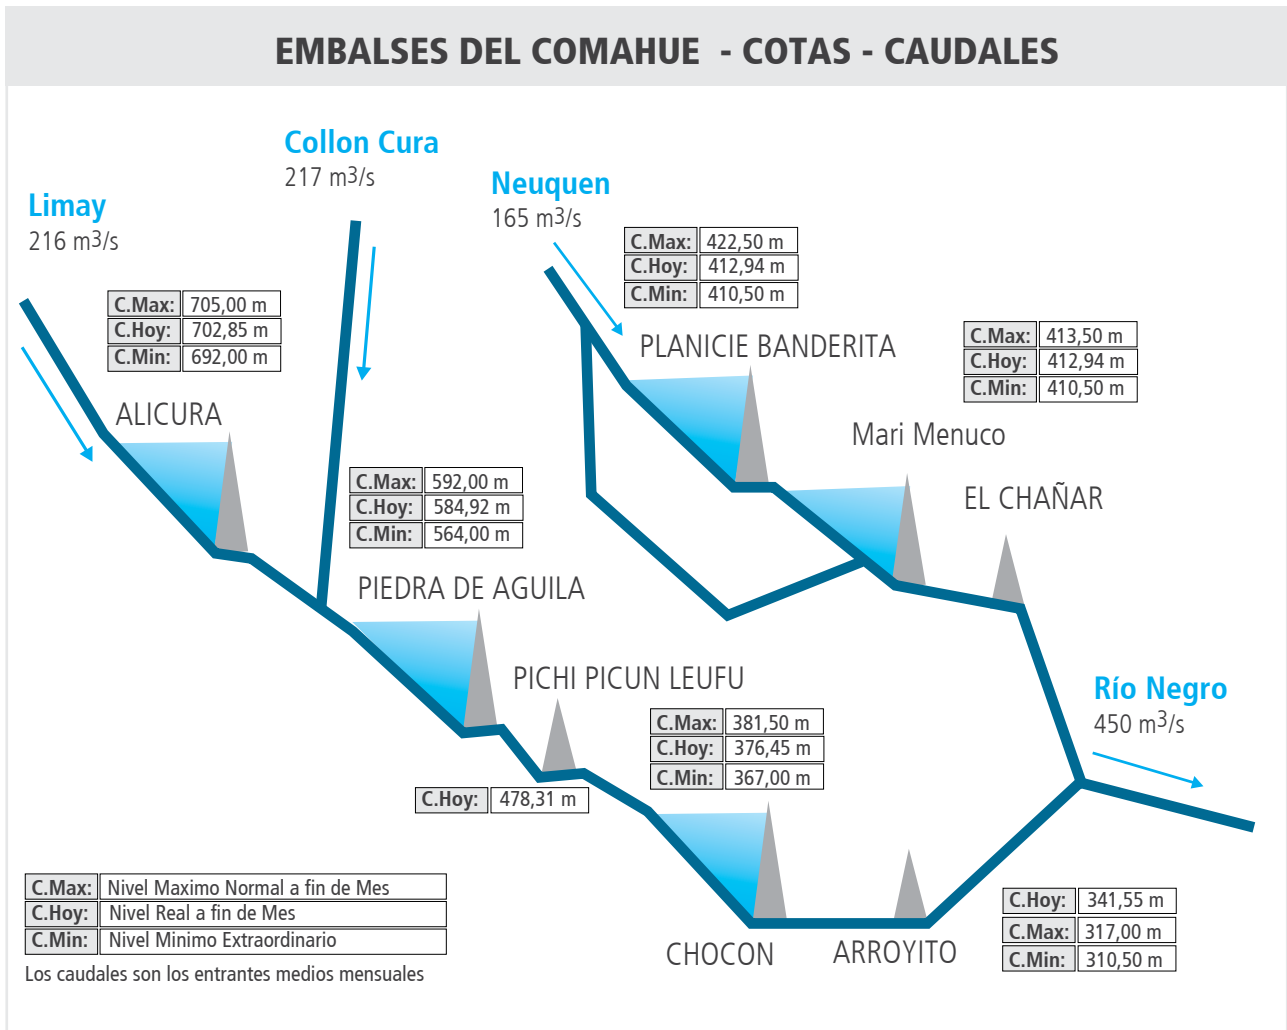 EMBALSES DEL COMAHUE - COTAS - CAUDALES
Collon Cura
217 m3/s
Limay
216 m3/s
Neuquen
165 m3/s
C.Max: 422,50 m
C.Hoy: 412,94 m
C.Min: 410,50 m
PLANICIE BANDERITA
C.Max: 705,00 m
C.Hoy: 702,85 m
C.Min: 692,00 m
ALICURA
C.Max: 413,50 m
C.Hoy: 412,94 m
C.Min: 410,50 m
Mari Menuco
EL CHAÑAR
C.Max: 592,00 m
C.Hoy: 584,92 m
C.Min: 564,00 m
PIEDRA DE AGUILA
PICHI PICUN LEUFU
C.Hoy: 478,31 m
C.Max: 381,50 m
C.Hoy: 376,45 m
C.Min: 367,00 m
Río Negro
450 m3/s
CHOCON
ARROYITO
C.Hoy: 341,55 m
C.Max: 317,00 m
C.Min: 310,50 m
C.Max: Nivel Maximo Normal a fin de Mes
C.Hoy: Nivel Real a fin de Mes
C.Min: Nivel Minimo Extraordinario
Los caudales son los entrantes medios mensuales